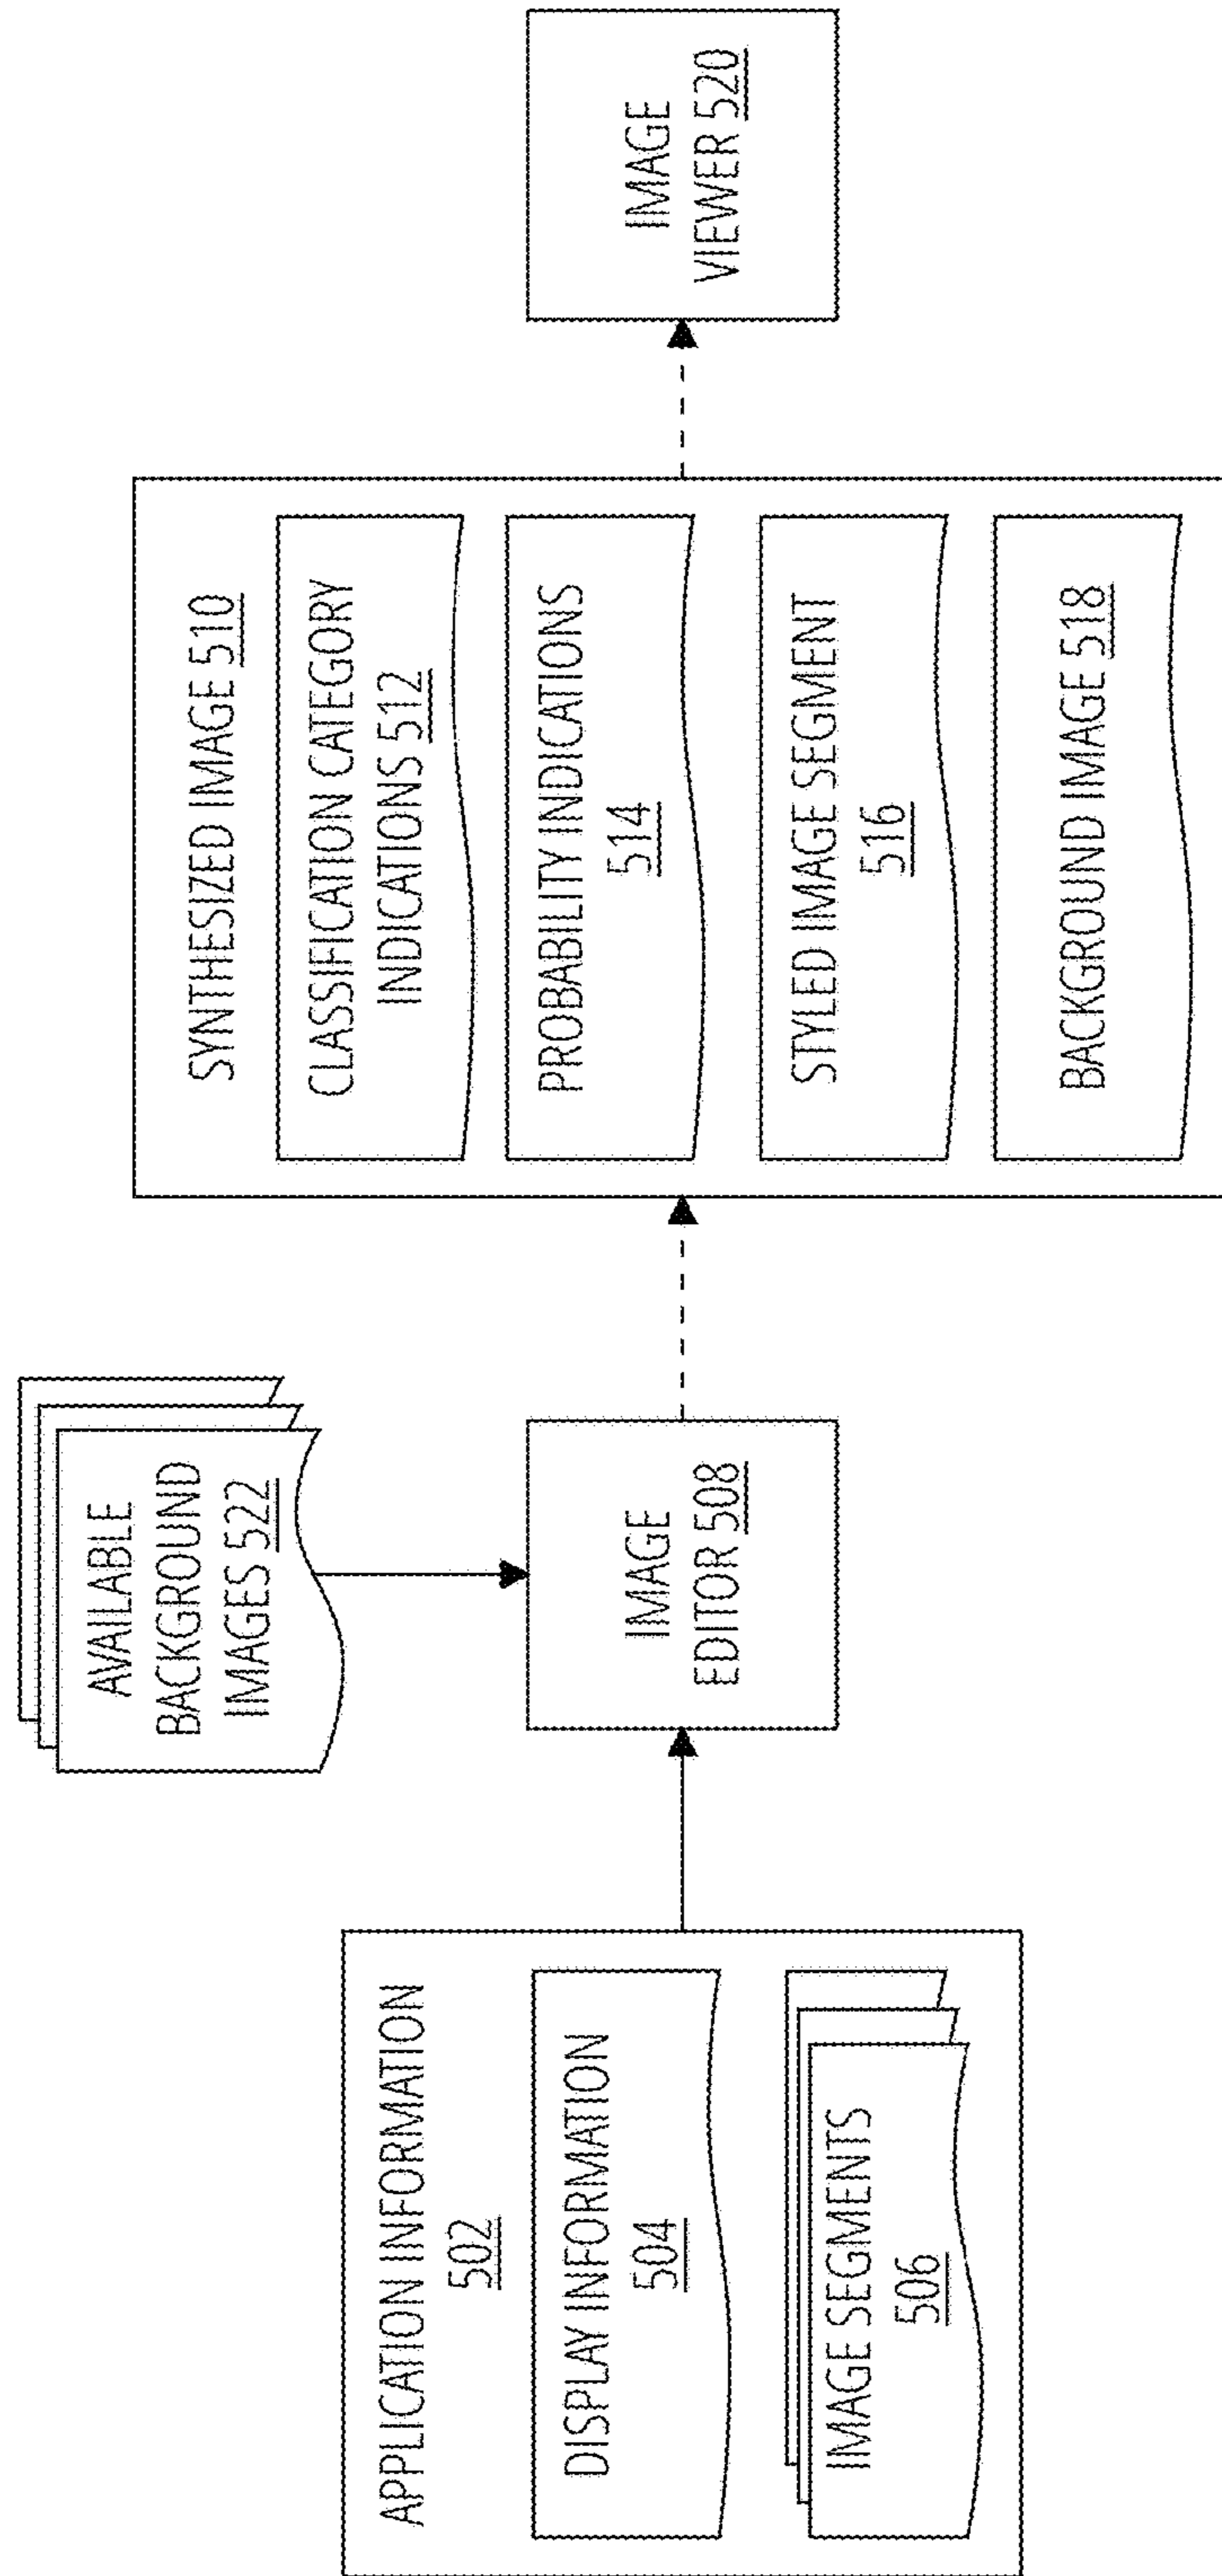 APPLICATION INFORMATION
502
DISPLAY INFORMATION
504
IMAGE SEGMENTS
506
AVAILABLE
BACKGROUND
IMAGES 522
IMAGE
EDITOR 508
SYNTHESIZED IMAGE 510
CLASSIFICATION CATEGORY
INDICATIONS 512
PROBABILITY INDICATIONS
514
STYLED IMAGE SEGMENT
516
BACKGROUND IMAGE 518
IMAGE
VIEWER 520